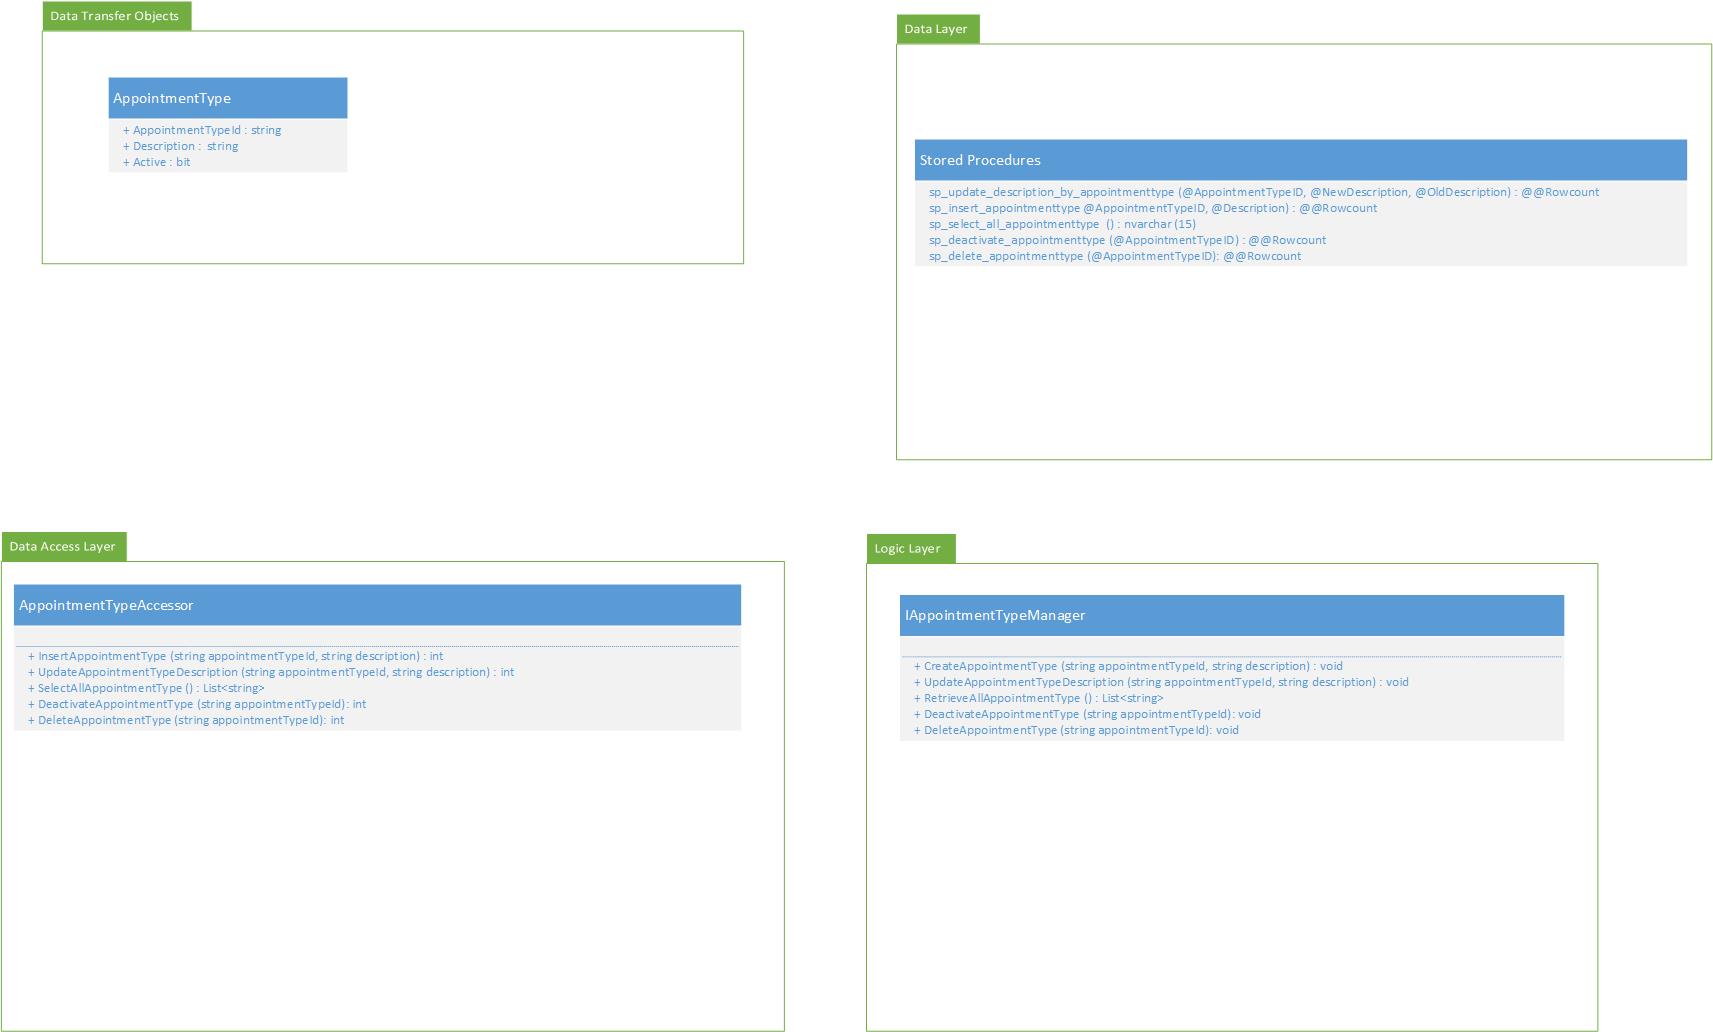 Data Transfer Objects
AppointmentType
+ AppointmentTypeId : string
+ Description : string
+ Active : bit
Data Layer
Stored Procedures
sp_update_description_by_appointmenttype (@AppointmentTypeID, @NewDescription, @OldDescription) : @@Rowcount
sp_insert_appointmenttype @AppointmentTypeID, @Description) : @@Rowcount
sp_select_all_appointmenttype () : nvarchar (15)
sp_deactivate_appointmenttype (@AppointmentTypeID) : @@Rowcount
sp_delete_appointmenttype (@AppointmentTypeID): @@Rowcount
Data Access Layer
AppointmentTypeAccessor
+ InsertAppointmentType (string appointmentTypeId, string description) : int
+ UpdateAppointmentTypeDescription (string appointmentTypeId, string description) : int
+ SelectAllAppointmentType () : List<string>
+ DeactivateAppointmentType (string appointmentTypeId): int
+ DeleteAppointmentType (string appointmentTypeId): int
Logic Layer
IAppointmentTypeManager
+ CreateAppointmentType (string appointmentTypeId, string description) : void
+ UpdateAppointmentTypeDescription (string appointmentTypeId, string description) : void
+ RetrieveAllAppointmentType () : List<string>
+ DeactivateAppointmentType (string appointmentTypeId): void
+ DeleteAppointmentType (string appointmentTypeId): void